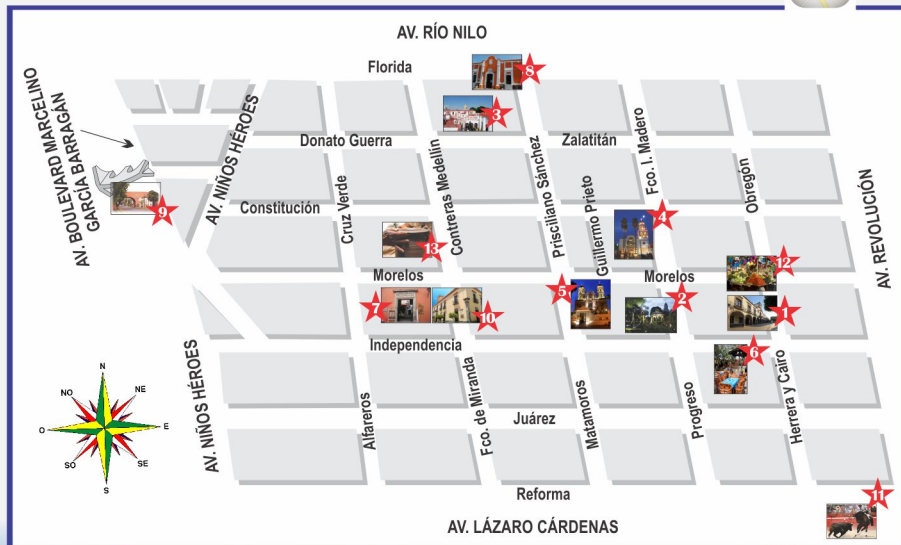 AV. RÍO NILO
Florida
8
3
AV. BOULEVARD MARCELINO
GARCÍA BARRAGÁN
AV. NIÑOS HÉROES
Donato Guerra
Zalatitán
Constitución
Cruz Verde
Contreras Medellín
Prisciliano Sánchez
Guillermo Prieto
Fco. I. Madero
Obregón
AV. REVOLUCIÓN
9
13
4
12
Morelos
Morelos
7
10
5
2
1
Independencia
6
AV. NIÑOS HÉROES
Alfareros
Fco. de Miranda
Juárez
Matamoros
Progreso
Herrera y Cairo
N
NO
NE
O
E
SO
SE
S
Reforma
11
AV. LÁZARO CÁRDENAS